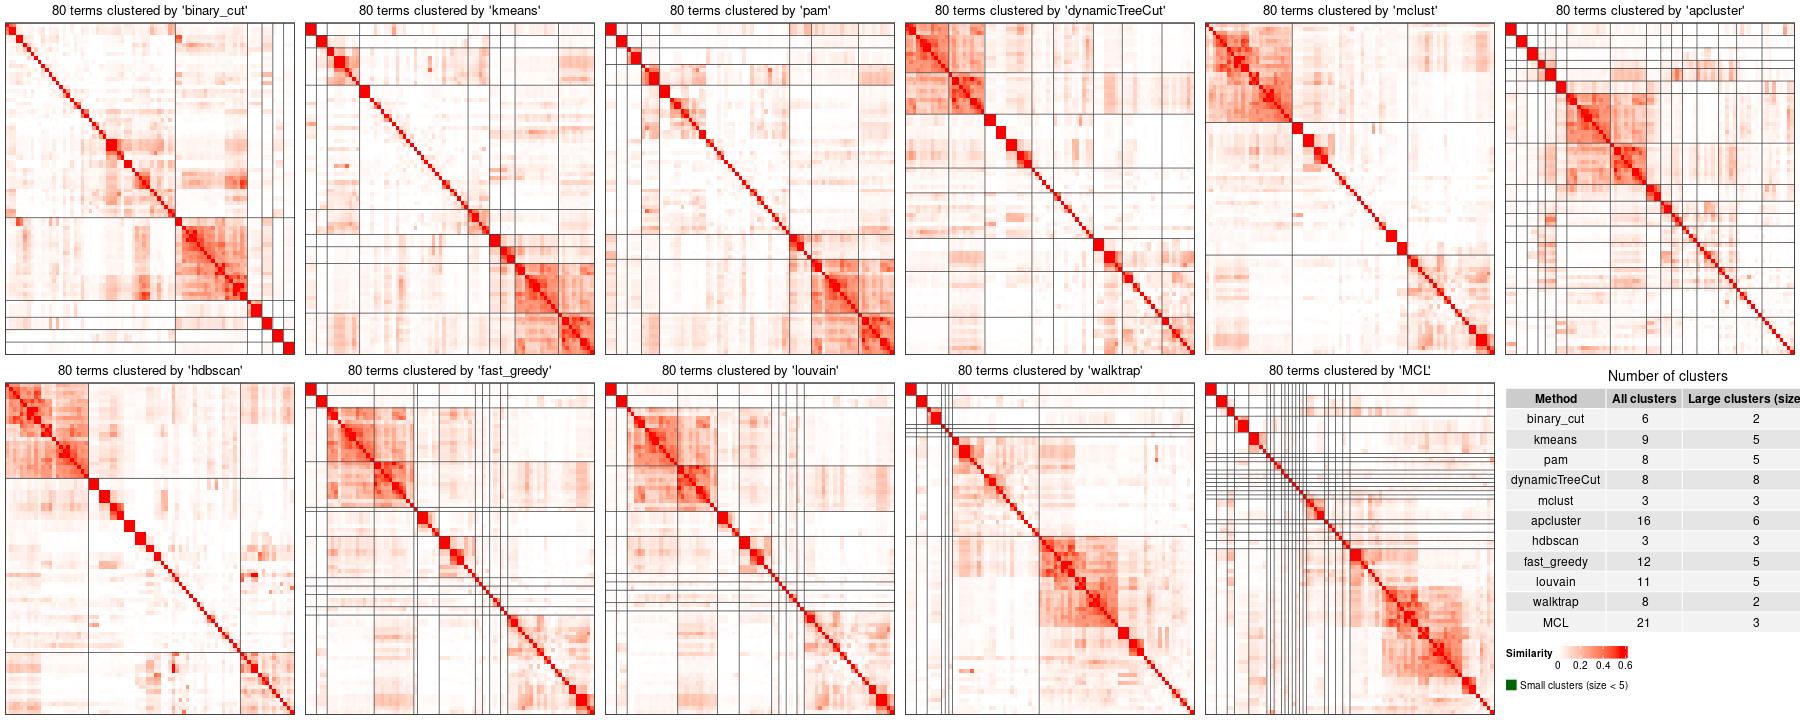 80 terms clustered by 'binary_cut'
80 terms clustered by 'kmeans'
80 terms clustered by 'pam'
80 terms clustered by 'dynamicTreeCut'
80 terms clustered by 'mclust'
80 terms clustered by 'apcluster'
80 terms clustered by 'hdbscan'
80 terms clustered by 'fast_greedy'
80 terms clustered by 'louvain'
80 terms clustered by 'walktrap'
80 terms clustered by 'MCL'
Number of clusters
Method All clusters Large clusters (size
binary_cut 6 2
kmeans 9 5
pam 8 5
dynamicTreeCut 8 8
mclust 3 3
apcluster 16 6
hdbscan 3 3
fast_greedy 12 5
louvain 11 5
walktrap 8 2
MCL 21 3
Similarity
0 0.2 0.4 0.6
Small clusters (size < 5)